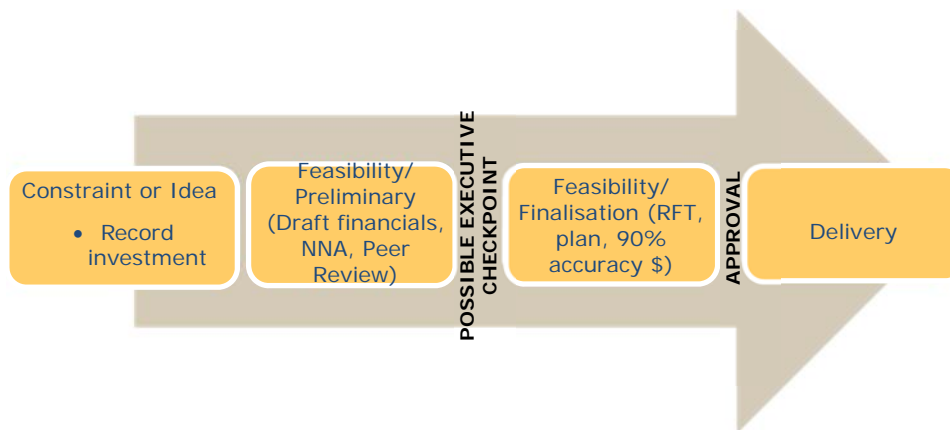 Constraint or Idea
• Record
investment
Feasibility/
Preliminary
(Draft financials,
NNA, Peer
Review)
POSSIBLE EXECUTIVE
CHECKPOINT
Feasibility/
Finalisation (RFT,
plan, 90%
accuracy $)
APPROVAL
Delivery